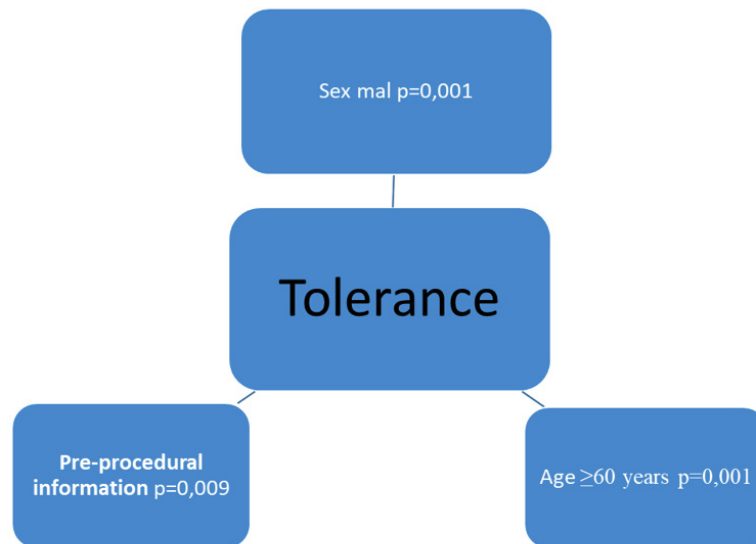 Sex mal p=0,001
Tolerance
Pre-procedural
information p=0,009
Age ≥60 years p=0,001